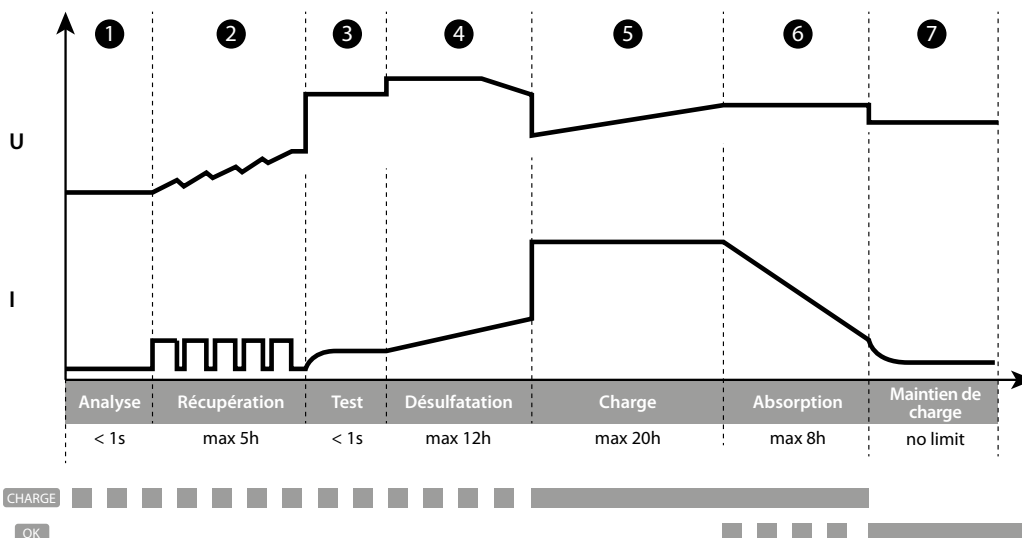 1 2 3 4 5 6 7
U
I
Analyse Récupération Test Désulfatation Charge Absorption Maintien de charge
< 1s max 5h < 1s max 12h max 20h max 8h no limit
CHARGE
OK